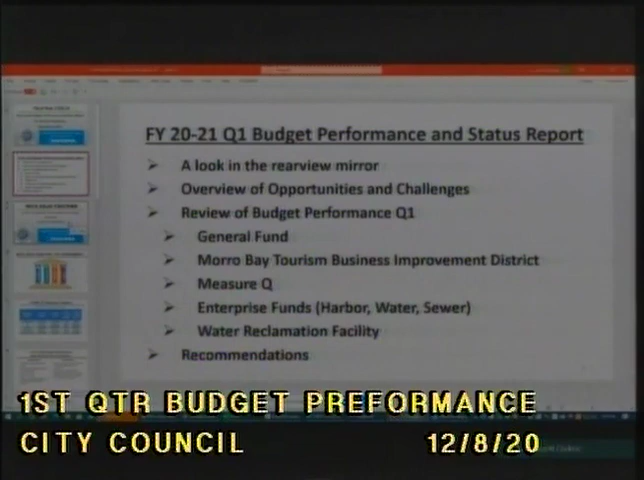 FY 20-21 Q1 Budget Performance and Status Report
A look in the rearview mirror
Overview of Opportunities and Challenges
Review of Budget Performance Q1
General Fund
Morro Bay Tourism Business Improvement District
Measure Q
Enterprise Funds (Harbor, Water, Sewer)
Water Reclamation Facility
Recommendations
1ST QTR BUDGET PREFORMANCE
CITY COUNCIL 12/8/20